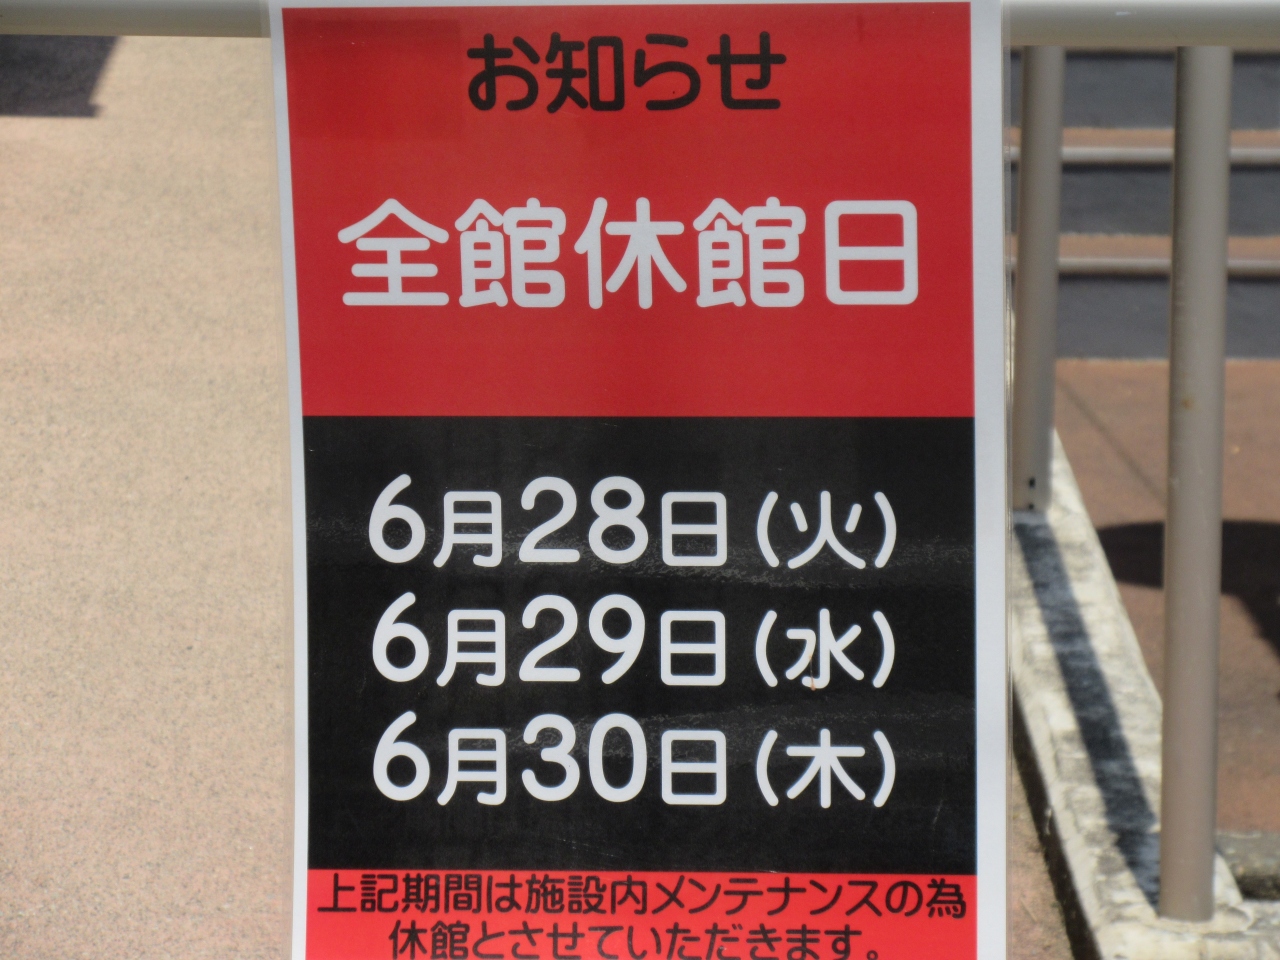 お知らせ
全館休館日
6月28日(火)
6月29日(水)
6月30日(木)
上記期間は施設内メンテナンスの為
休館とさせていただきます。